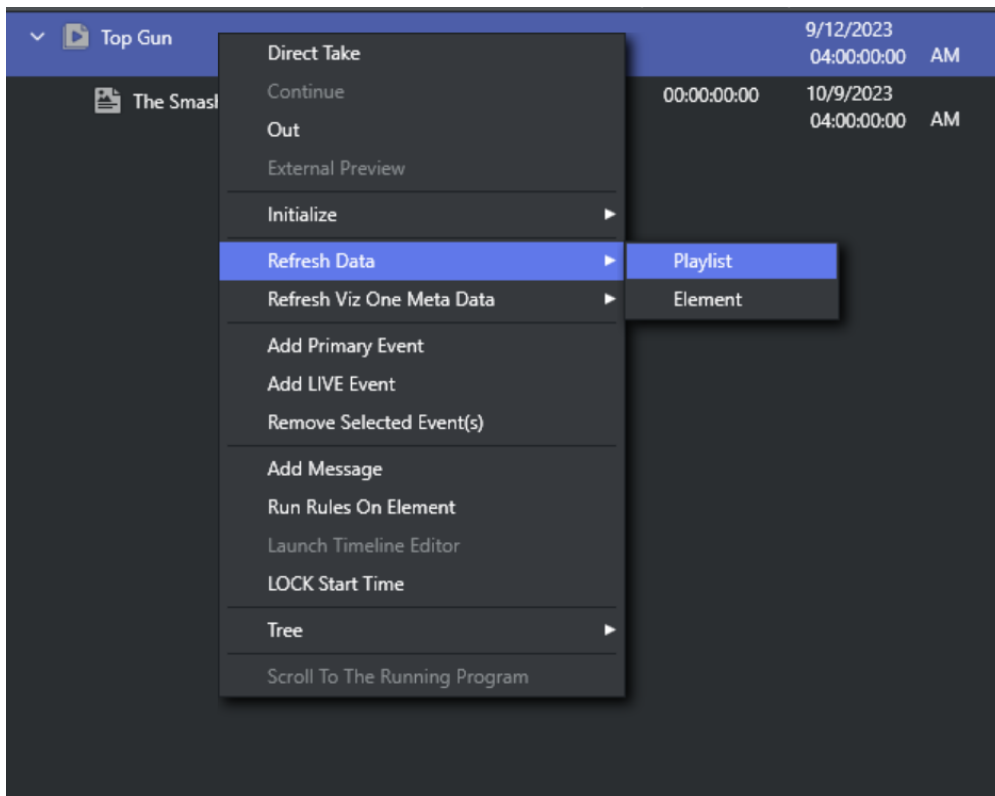 Top Gun
9/12/2023
04:00:00:00 AM
The Smash
00:00:00:00
10/9/2023
04:00:00:00 AM
Direct Take
Continue
Out
External Preview
Initialize
Refresh Data
Playlist
Refresh Viz One Meta Data
Element
Add Primary Event
Add LIVE Event
Remove Selected Event(s)
Add Message
Run Rules On Element
Launch Timeline Editor
LOCK Start Time
Tree
Scroll To The Running Program